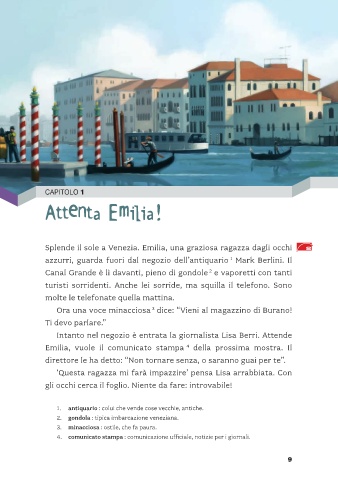 CAPITOLO 1
Attenta Emilia!
Splende il sole a Venezia. Emilia, una graziosa ragazza dagli occhi
azzurri, guarda fuori dal negozio dell'antiquario 1 Mark Berlini. Il
Canal Grande è lì davanti, pieno di gondole 2 e vaporetti con tanti
turisti sorridenti. Anche lei sorride, ma squilla il telefono. Sono
molte le telefonate quella mattina.
Ora una voce minacciosa 3 dice: "Vieni al magazzino di Burano!
Ti devo parlare."
Intanto nel negozio è entrata la giornalista Lisa Berri. Attende
Emilia, vuole il comunicato stampa 4 della prossima mostra. Il
direttore le ha detto: "Non tornare senza, o saranno guai per te".
'Questa ragazza mi farà impazzire' pensa Lisa arrabbiata. Con
gli occhi cerca il foglio. Niente da fare: introvabile!
1. antiquario : colui che vende cose vecchie, antiche.
2. gondola : tipica imbarcazione veneziana.
3. minacciosa : ostile, che fa paura.
4. comunicato stampa : comunicazione ufficiale, notizie per i giornali.
9